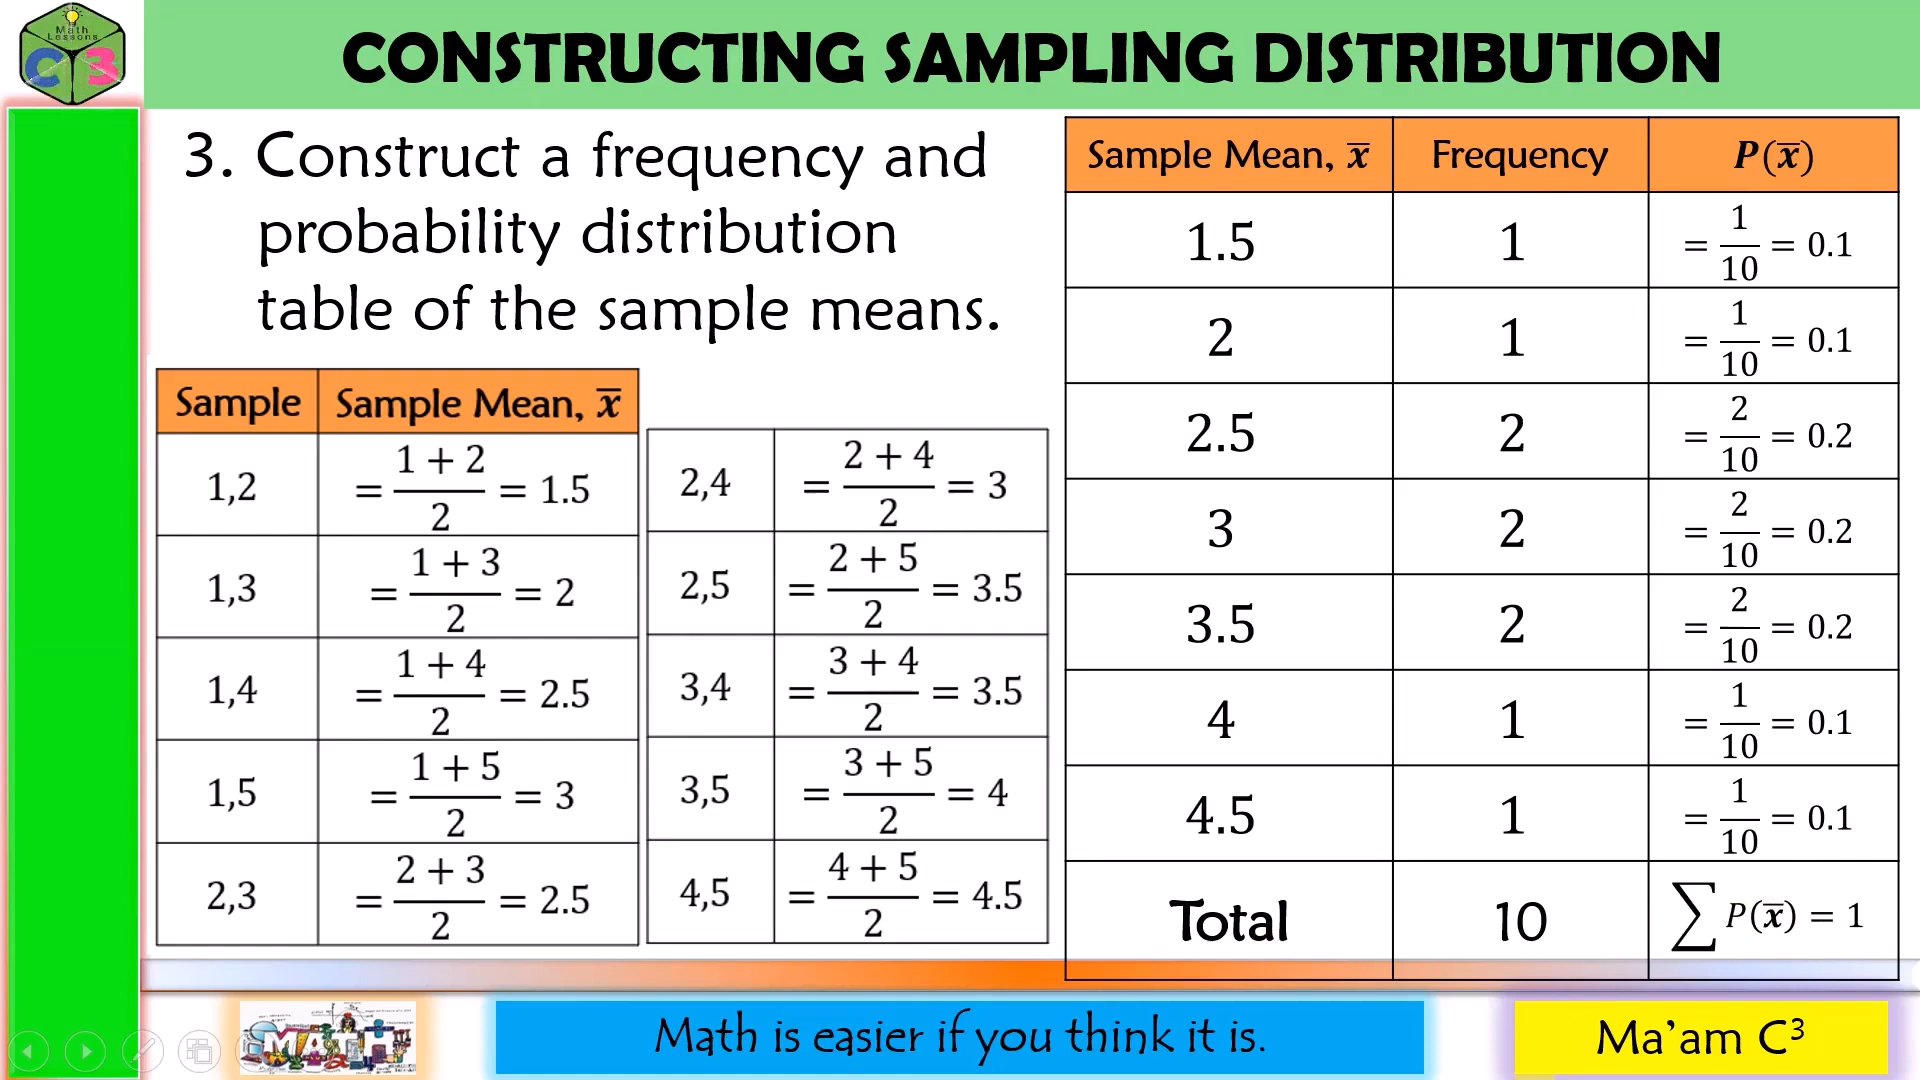 Math
Lessons
C 3
CONSTRUCTING SAMPLING DISTRIBUTION
3. Construct a frequency and
probability distribution
table of the sample means.
Sample Sample Mean, x̅
1,2 = (1 + 2)/2 = 1.5
1,3 = (1 + 3)/2 = 2
1,4 = (1 + 4)/2 = 2.5
1,5 = (1 + 5)/2 = 3
2,3 = (2 + 3)/2 = 2.5
2,4 = (2 + 4)/2 = 3
2,5 = (2 + 5)/2 = 3.5
3,4 = (3 + 4)/2 = 3.5
3,5 = (3 + 5)/2 = 4
4,5 = (4 + 5)/2 = 4.5
Sample Mean, x̅ Frequency P(x̅)
1.5 1 = 1/10 = 0.1
2 1 = 1/10 = 0.1
2.5 2 = 2/10 = 0.2
3 2 = 2/10 = 0.2
3.5 2 = 2/10 = 0.2
4 1 = 1/10 = 0.1
4.5 1 = 1/10 = 0.1
Total 10 ∑ P(x̅) = 1
MATH
Math is easier if you think it is.
Ma'am C³